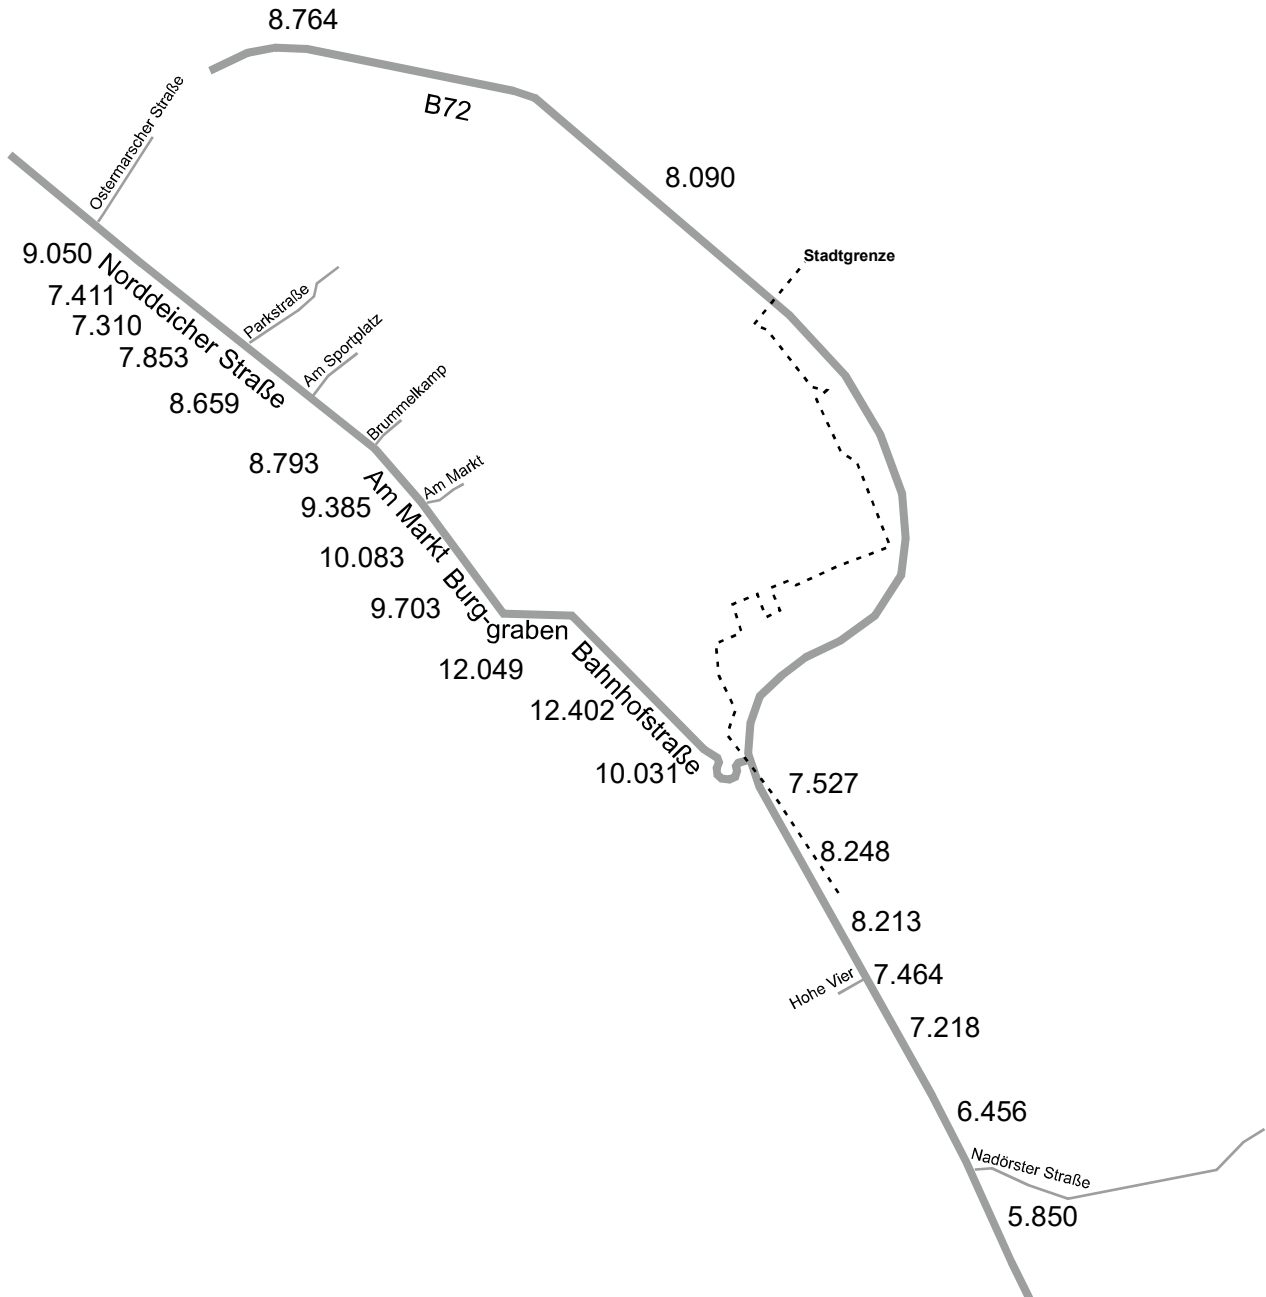 8.764
B72
Ostermarscher Straße
8.090
Stadtgrenze
9.050
Norddeicher Straße
7.411
7.310
Parkstraße
7.853
Am Sportplatz
8.659
Brummelkamp
8.793
Am Markt
Am Markt
9.385
10.083
Burg-
graben
9.703
12.049
Bahnhofstraße
12.402
10.031
7.527
8.248
8.213
Hohe Vier
7.464
7.218
6.456
Nadörster Straße
5.850